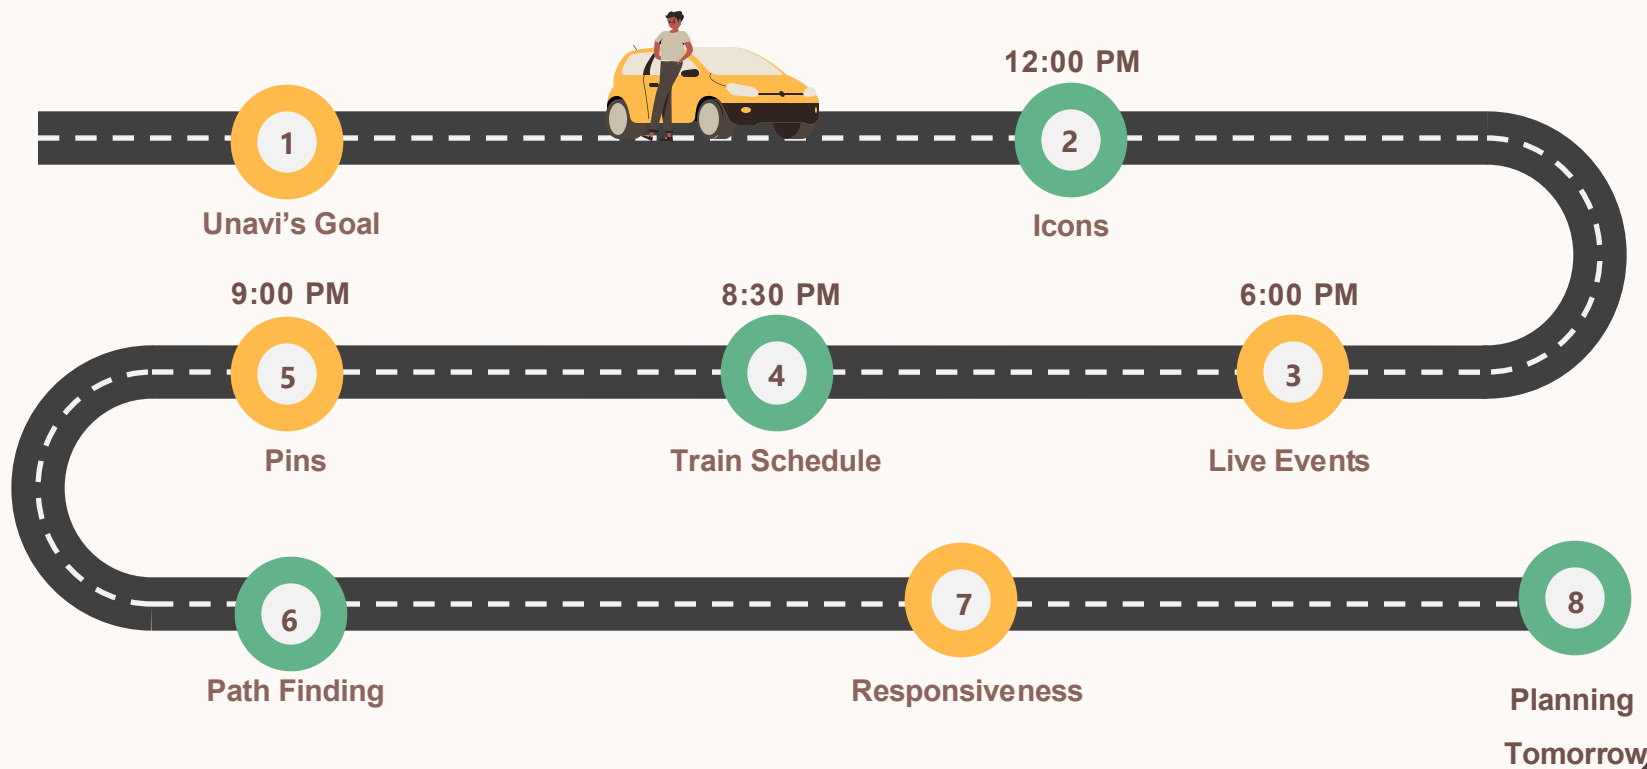 12:00 PM
1
2
Unavi’s Goal
Icons
9:00 PM
8:30 PM
6:00 PM
5
4
3
Pins
Train Schedule
Live Events
6
7
8
Path Finding
Responsiveness
Planning
Tomorrow